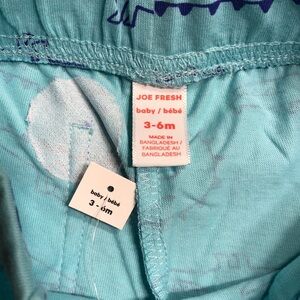 JOE FRESH
baby / bébé
3-6m
MADE IN
BANGLADESH /
FABRIQUÉ AU
BANGLADESH
baby / bébé
3 - 6m